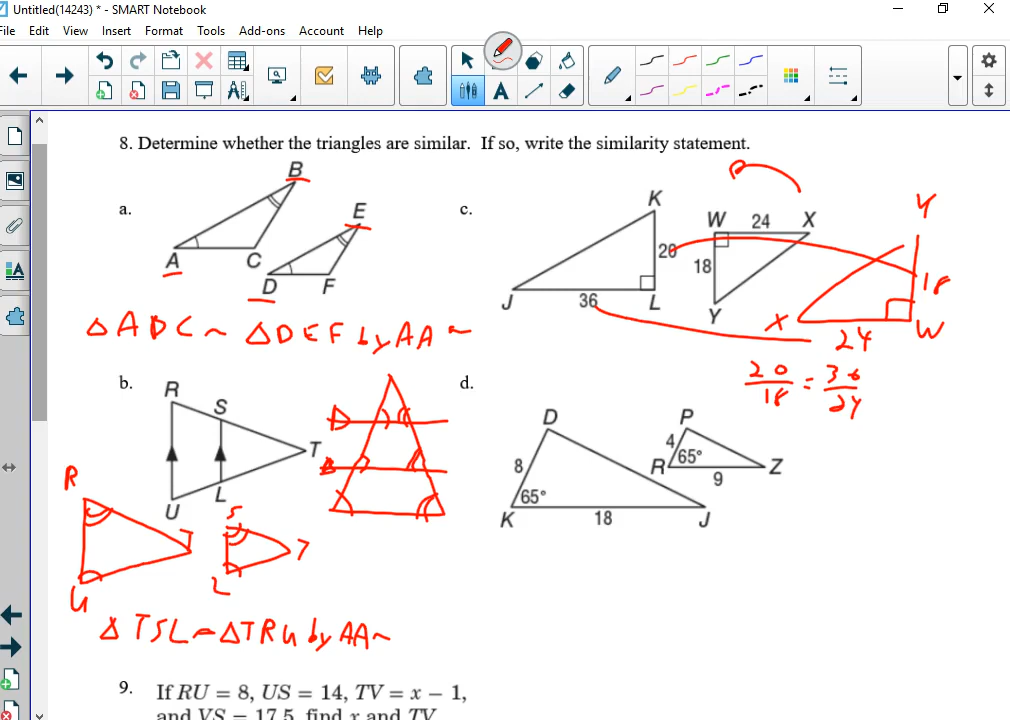 Untitled(14243) * - SMART Notebook
File Edit View Insert Format Tools Add-ons Account Help
8. Determine whether the triangles are similar. If so, write the similarity statement.
a.
B
E
A
C
D
F
△ABC ~ △DEF by AA ~
c.
K
20
J
36
L
W 24 X
18
Y
Y
18
X
24
W
20/18 = 36/24
b.
R
S
T
L
U
R
U
T
S
L
T
△TSL ~ △TRU by AA ~
d.
D
8
65°
K
18
J
P
4
65°
R
9
Z
9. If RU = 8, US = 14, TV = x − 1,
and VS = 17.5, find x and TV